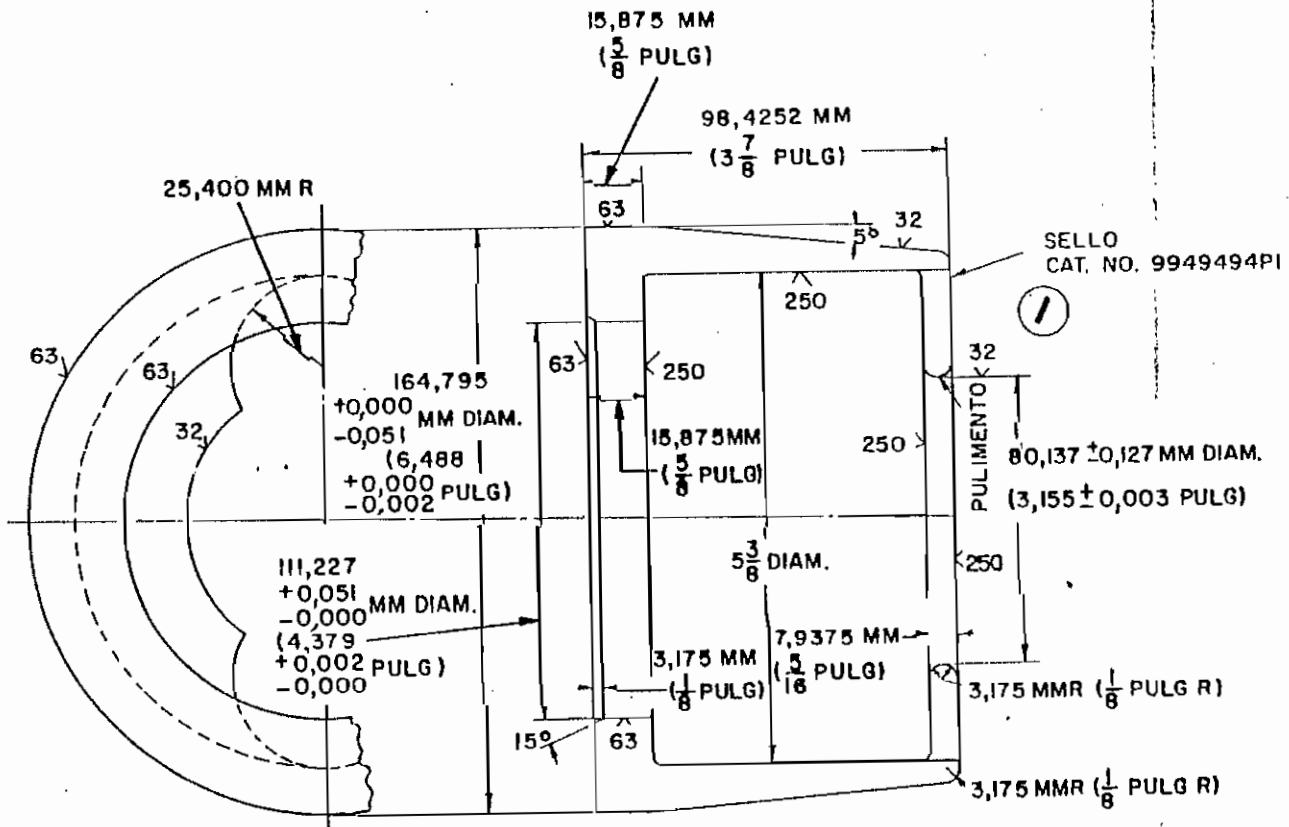 15,875 MM
(5/8 PULG)
98,4252 MM
(3 7/8 PULG)
25,400 MM R
63
5°
32
SELLO
CAT. NO. 9949494P1
250
63
63
63
250
32
164,795
+0,000
-0,051 MM DIAM.
(6,488
+0,000
-0,002 PULG)
32
15,875MM
(5/8 PULG)
250
PULIMENTO
80,137 ±0,127 MM DIAM.
(3,155 ± 0,003 PULG)
5 3/8 DIAM.
250
111,227
+0,051
-0,000 MM DIAM.
(4,379
+0,002
-0,000 PULG)
3,175 MM
(1/8 PULG)
7,9375 MM
(5/16 PULG)
3,175 MMR (1/8 PULG R)
15°
63
3,175 MMR (1/8 PULG R)